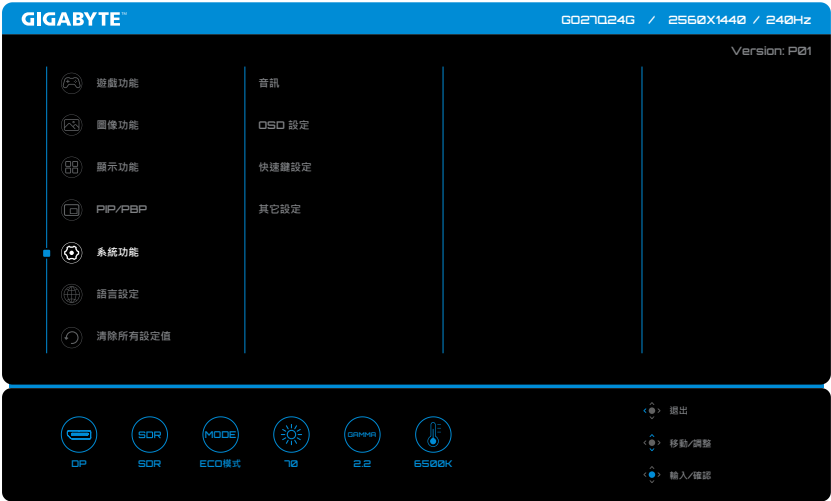 GIGABYTE™
GO27Q24G / 2560X1440 / 240Hz
Version: P01
遊戲功能
圖像功能
顯示功能
PIP/PBP
系統功能
語言設定
清除所有設定值
音訊
OSD 設定
快速鍵設定
其它設定
DP
SDR
SDR
MODE
ECO模式
70
GAMMA
2.2
6500K
退出
移動/調整
輸入/確認